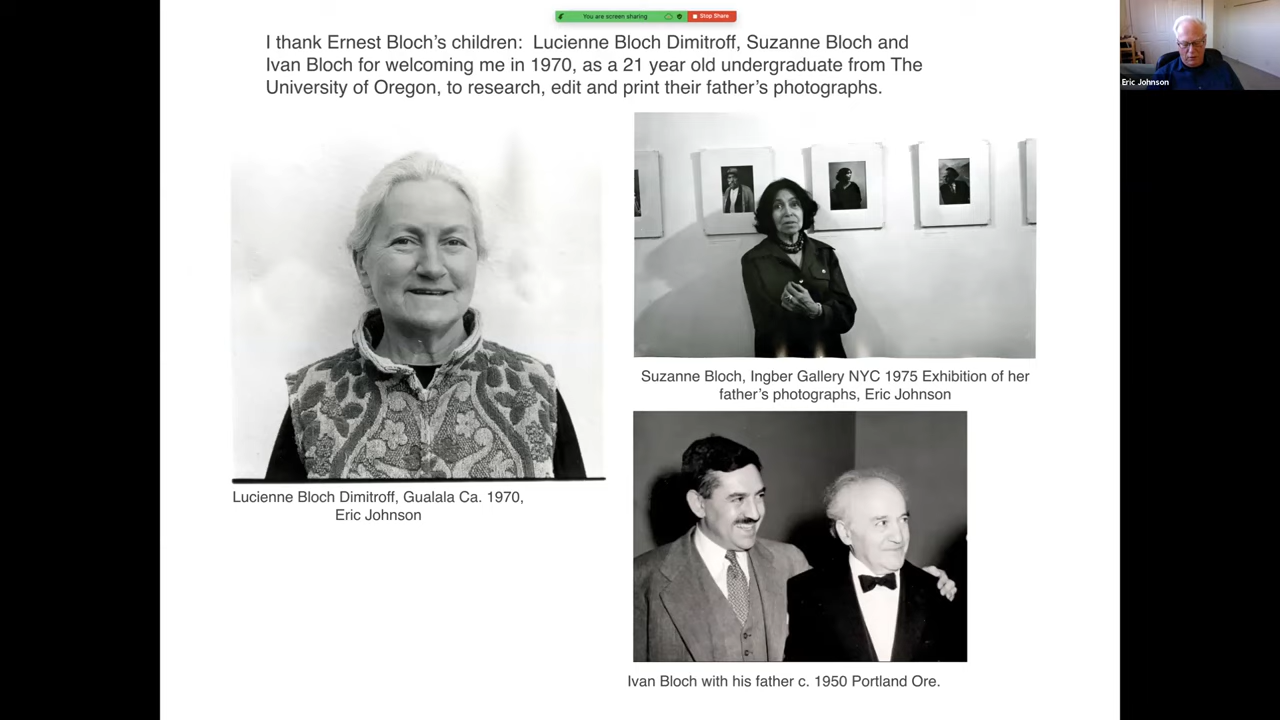 You are screen sharing
Stop Share
I thank Ernest Bloch's children:  Lucienne Bloch Dimitroff, Suzanne Bloch and
Ivan Bloch for welcoming me in 1970, as a 21 year old undergraduate from The
University of Oregon, to research, edit and print their father's photographs.
Eric Johnson
Suzanne Bloch, Ingber Gallery NYC 1975 Exhibition of her
father's photographs, Eric Johnson
Lucienne Bloch Dimitroff, Gualala Ca. 1970,
Eric Johnson
Ivan Bloch with his father c. 1950 Portland Ore.